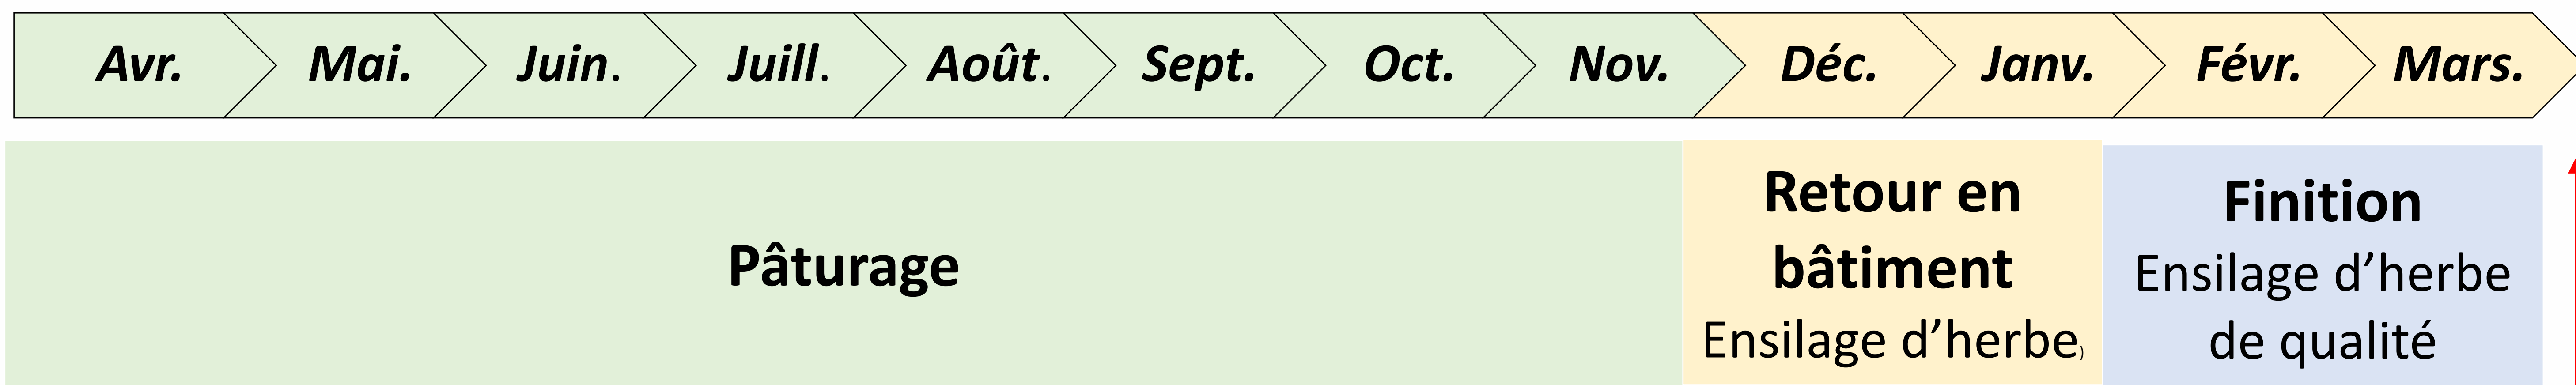 Avr. Mai. Juin. Juill. Août. Sept. Oct. Nov. Déc. Janv. Févr. Mars.
Pâturage
Retour en
bâtiment
Ensilage d’herbe)
Finition
Ensilage d’herbe
de qualité